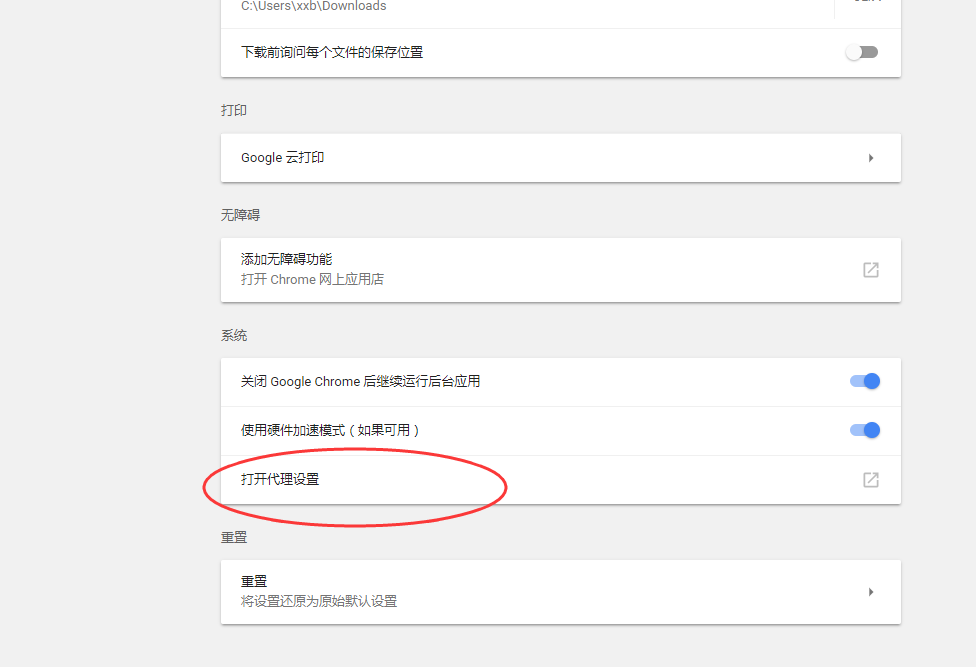 C:\Users\xxb\Downloads
下载前询问每个文件的保存位置
打印
Google 云打印
无障碍
添加无障碍功能
打开 Chrome 网上应用店
系统
关闭 Google Chrome 后继续运行后台应用
使用硬件加速模式（如果可用）
打开代理设置
重置
重置
将设置还原为原始默认设置